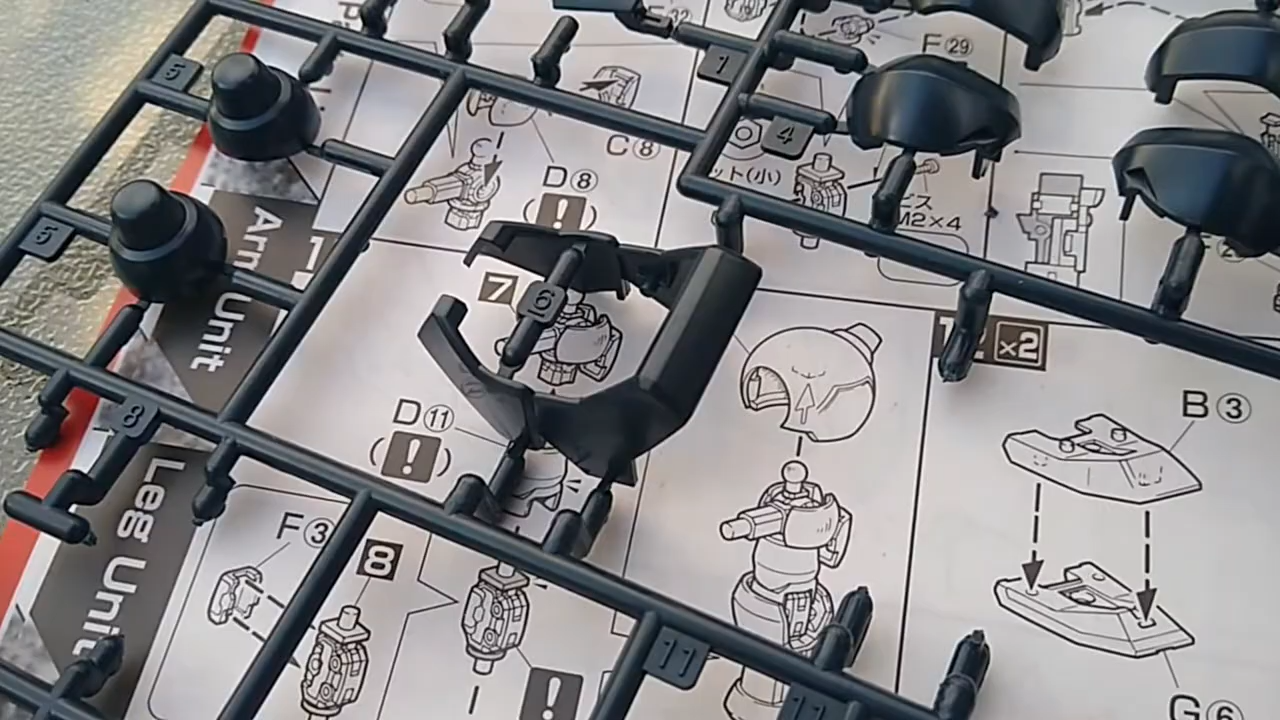 5
1
F㉙
4
C⑧
ット(小)
D⑧
!
ビス
M2×4
5
Arm Unit
7
6
×2
B③
D⑪
!
8
Leg Unit
F③
8
11
!
G⑥
11